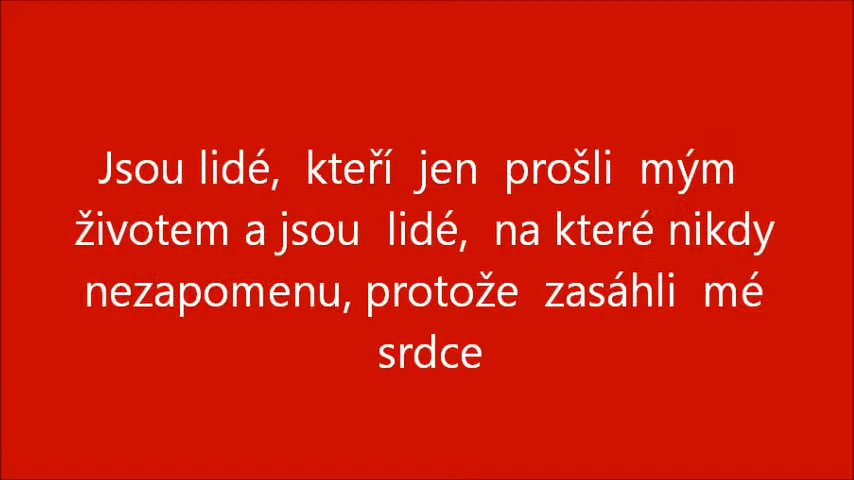 Jsou lidé, kteří jen prošli mým
životem a jsou lidé, na které nikdy
nezapomenu, protože zasáhli mé
srdce